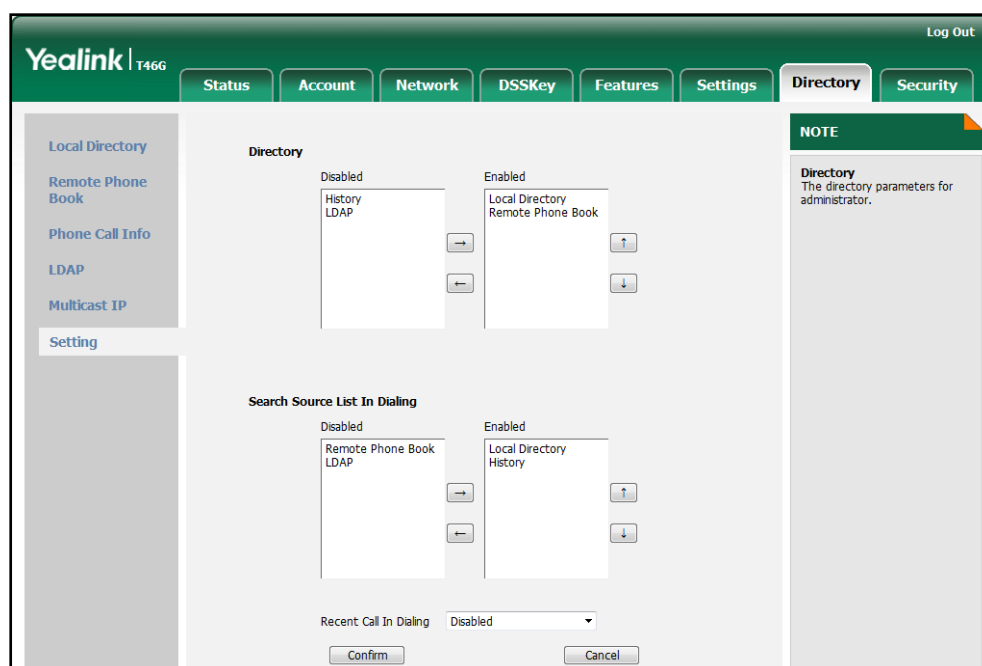 Log Out
Yealink | T46G
Status Account Network DSSKey Features Settings Directory Security
Local Directory
Remote Phone
Book
Phone Call Info
LDAP
Multicast IP
Setting
Directory
Disabled Enabled
History
LDAP
→
←
Local Directory
Remote Phone Book
↑
↓
Search Source List In Dialing
Disabled Enabled
Remote Phone Book
LDAP
→
←
Local Directory
History
↑
↓
Recent Call In Dialing Disabled
Confirm Cancel
NOTE
Directory
The directory parameters for
administrator.